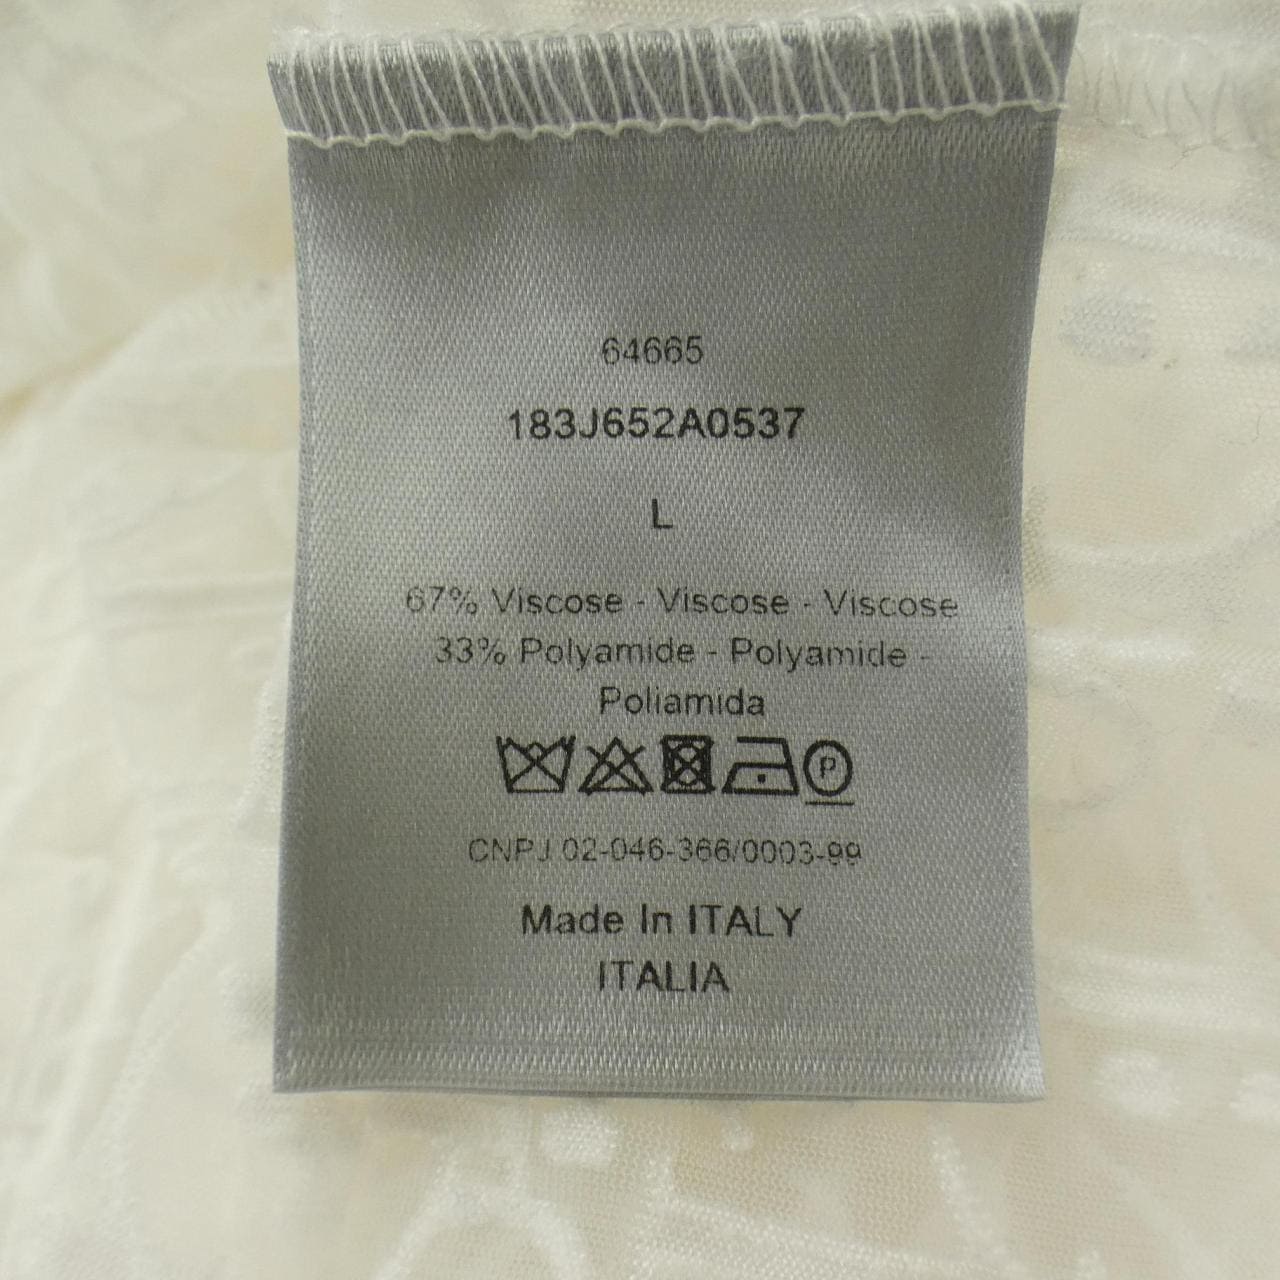 64665
183J652A0537
L
67% Viscose - Viscose - Viscose
33% Polyamide - Polyamide -
Poliamida
P
CNPJ 02-046-366/0003-99
Made In ITALY
ITALIA